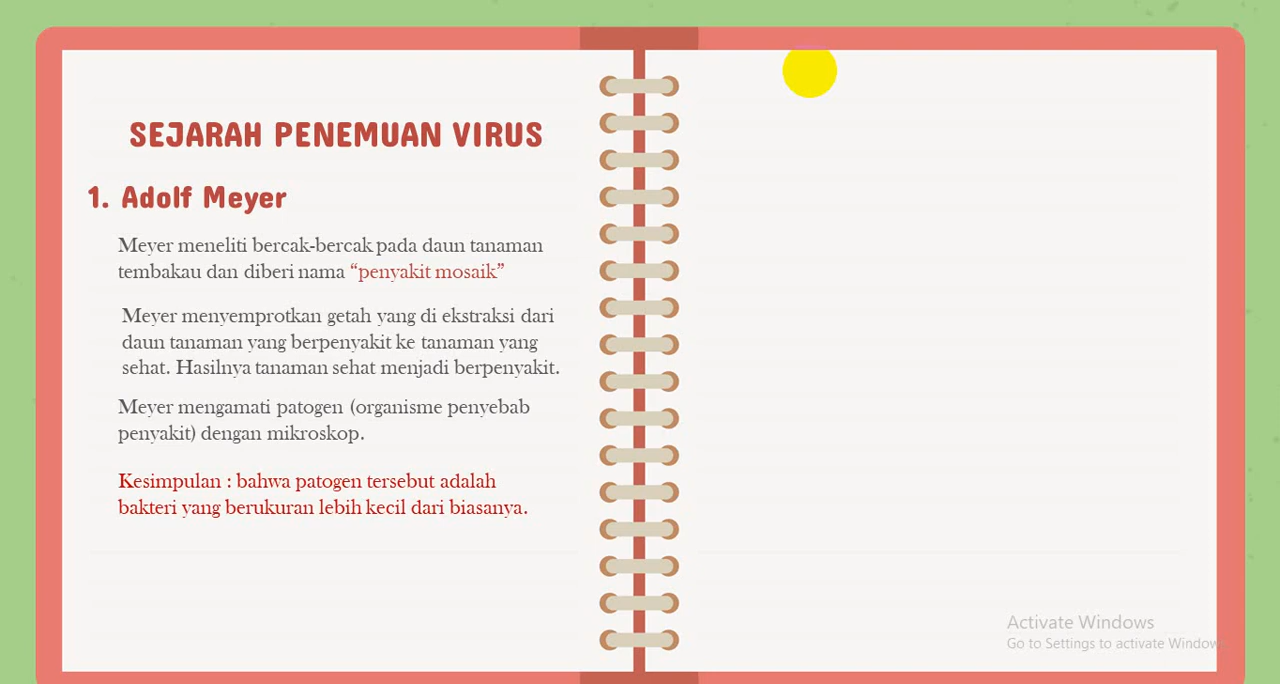 SEJARAH PENEMUAN VIRUS
1. Adolf Meyer
Meyer meneliti bercak-bercak pada daun tanaman
tembakau dan diberi nama “penyakit mosaik”
Meyer menyemprotkan getah yang di ekstraksi dari
daun tanaman yang berpenyakit ke tanaman yang
sehat. Hasilnya tanaman sehat menjadi berpenyakit.
Meyer mengamati patogen (organisme penyebab
penyakit) dengan mikroskop.
Kesimpulan : bahwa patogen tersebut adalah
bakteri yang berukuran lebih kecil dari biasanya.
Activate Windows
Go to Settings to activate Windows